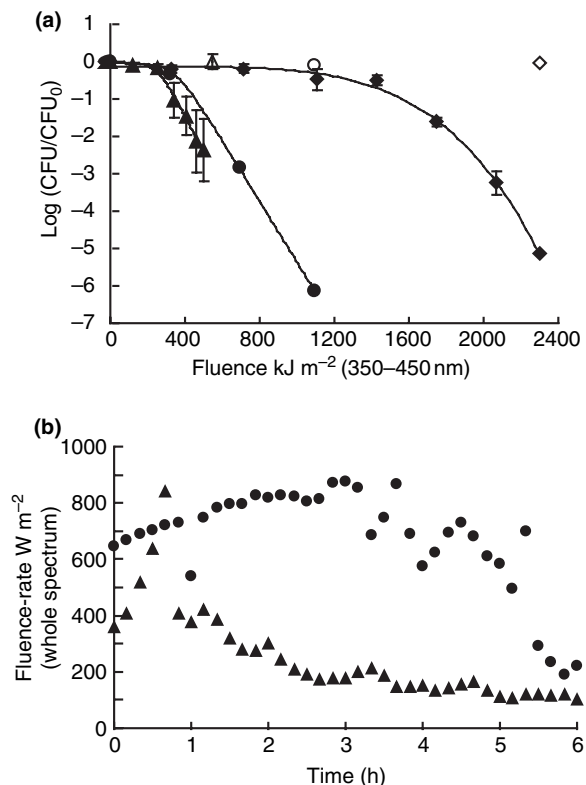 (a)
1
0
–1
–2
–3
–4
–5
–6
–7
Log (CFU/CFU₀)
0 400 800 1200 1600 2000 2400
Fluence kJ m⁻² (350–450 nm)
(b)
1000
800
600
400
200
0
Fluence-rate W m⁻²
(whole spectrum)
0 1 2 3 4 5 6
Time (h)